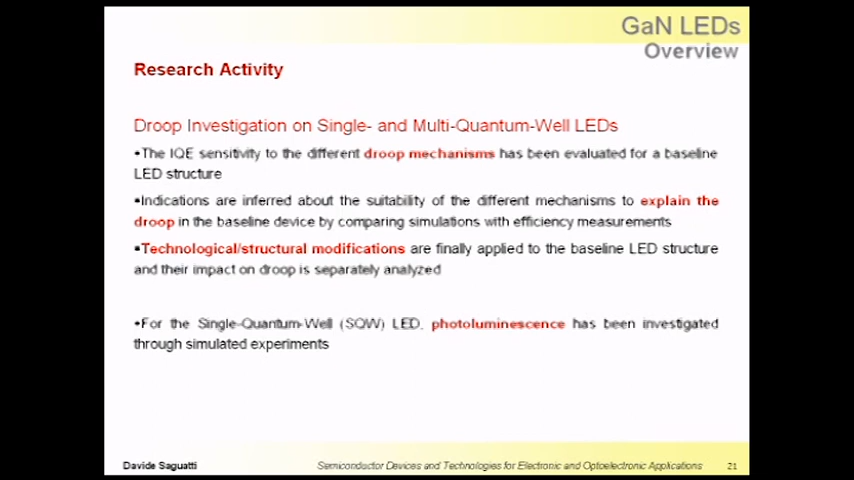 GaN LEDs
Overview
Research Activity
Droop Investigation on Single- and Multi-Quantum-Well LEDs
▪The IQE sensitivity to the different droop mechanisms has been evaluated for a baseline
LED structure
▪Indications are inferred about the suitability of the different mechanisms to explain the
droop in the baseline device by comparing simulations with efficiency measurements
▪Technological/structural modifications are finally applied to the baseline LED structure
and their impact on droop is separately analyzed
▪For the Single-Quantum-Well (SQW) LED, photoluminescence has been investigated
through simulated experiments
Davide Saguatti
Semiconductor Devices and Technologies for Electronic and Optoelectronic Applications
21